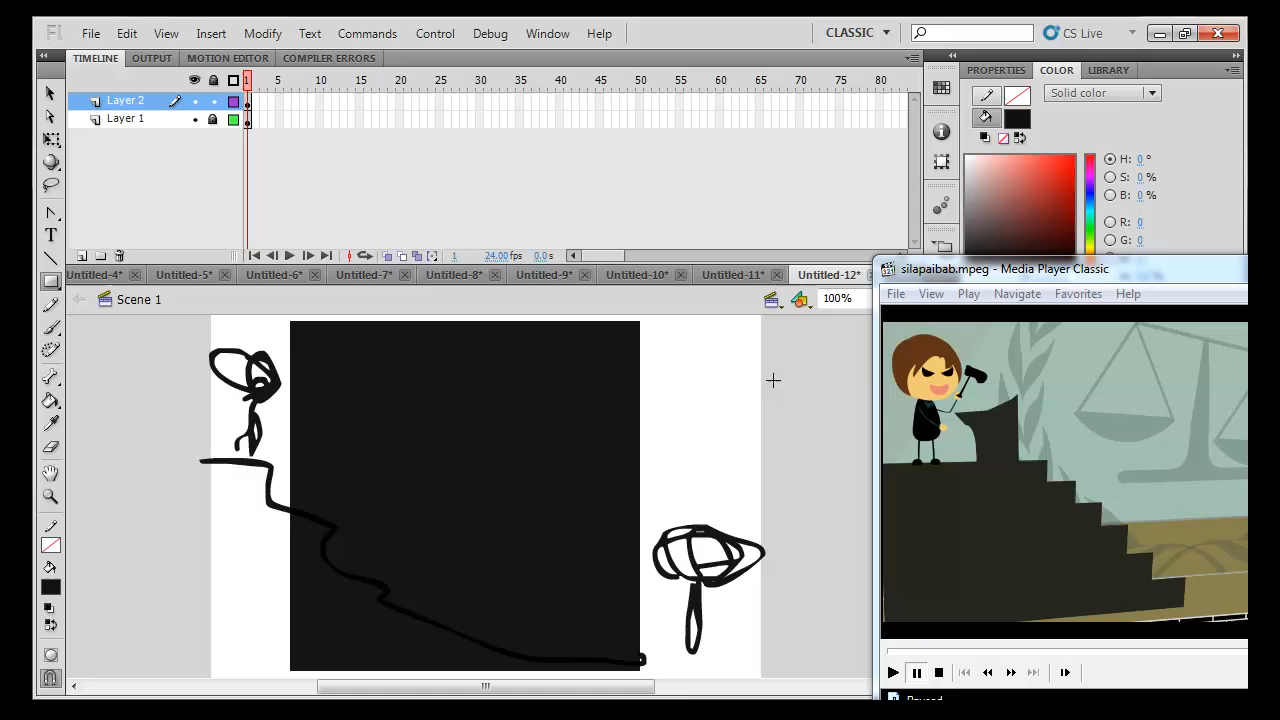 Fl File Edit View Insert Modify Text Commands Control Debug Window Help CLASSIC CS Live
TIMELINE OUTPUT MOTION EDITOR COMPILER ERRORS
PROPERTIES COLOR LIBRARY
1 5 10 15 20 25 30 35 40 45 50 55 60 65 70 75 80
Layer 2
Layer 1
Solid color
H: 0 °
S: 0 %
B: 0 %
R: 0
G: 0
1 24.00fps 0.0s
Untitled-4* Untitled-5* Untitled-6* Untitled-7* Untitled-8* Untitled-9* Untitled-10* Untitled-11* Untitled-12*
Scene 1 100%
T
silapaibab.mpeg - Media Player Classic
File View Play Navigate Favorites Help
Paused